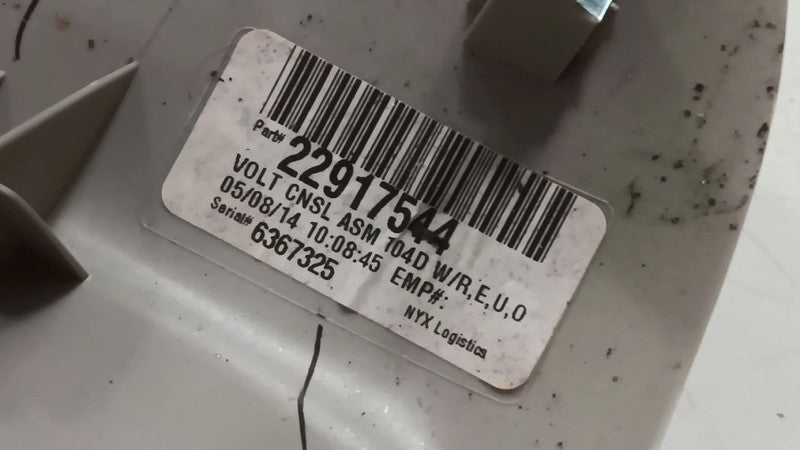 Part# 22917544
VOLT CNSL ASM 104D W/R,E,U,O
05/08/14 10:08:45 EMP#:
Serial# 6367325
NYX Logistics